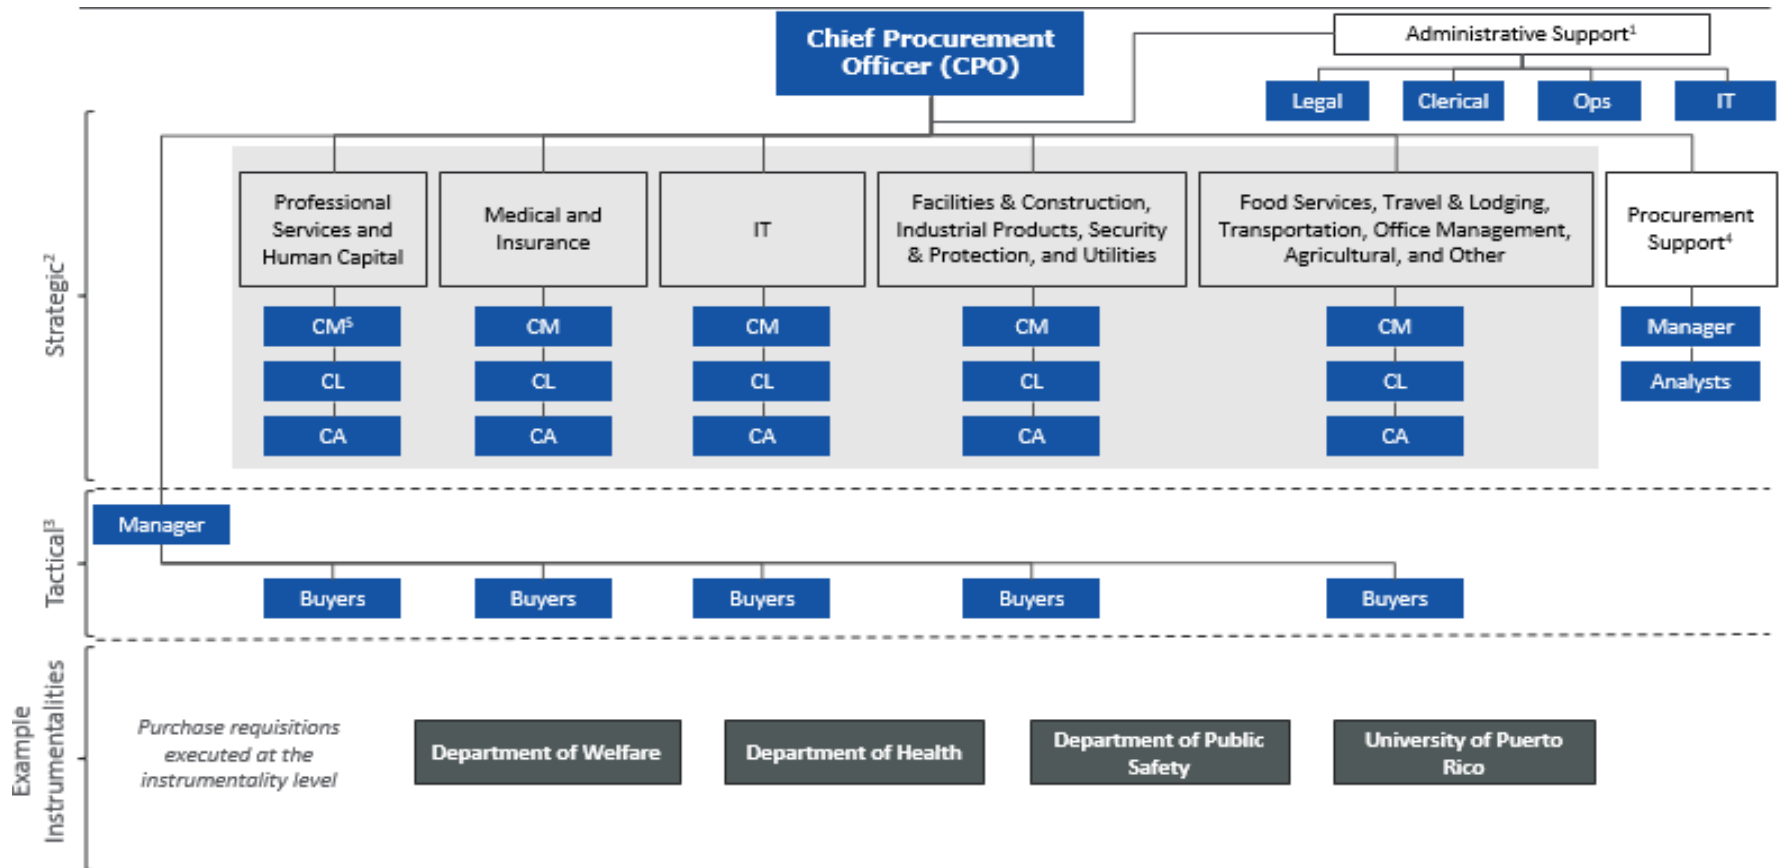 Chief Procurement
Officer (CPO)
Administrative Support¹
Legal
Clerical
Ops
IT
Strategic²
Professional
Services and
Human Capital
Medical and
Insurance
IT
Facilities & Construction,
Industrial Products, Security
& Protection, and Utilities
Food Services, Travel & Lodging,
Transportation, Office Management,
Agricultural, and Other
Procurement
Support⁴
CM⁵
CM
CM
CM
CM
Manager
CL
CL
CL
CL
CL
Analysts
CA
CA
CA
CA
CA
Tactical³
Manager
Buyers
Buyers
Buyers
Buyers
Buyers
Example
Instrumentalities
Purchase requisitions
executed at the
instrumentality level
Department of Welfare
Department of Health
Department of Public
Safety
University of Puerto
Rico